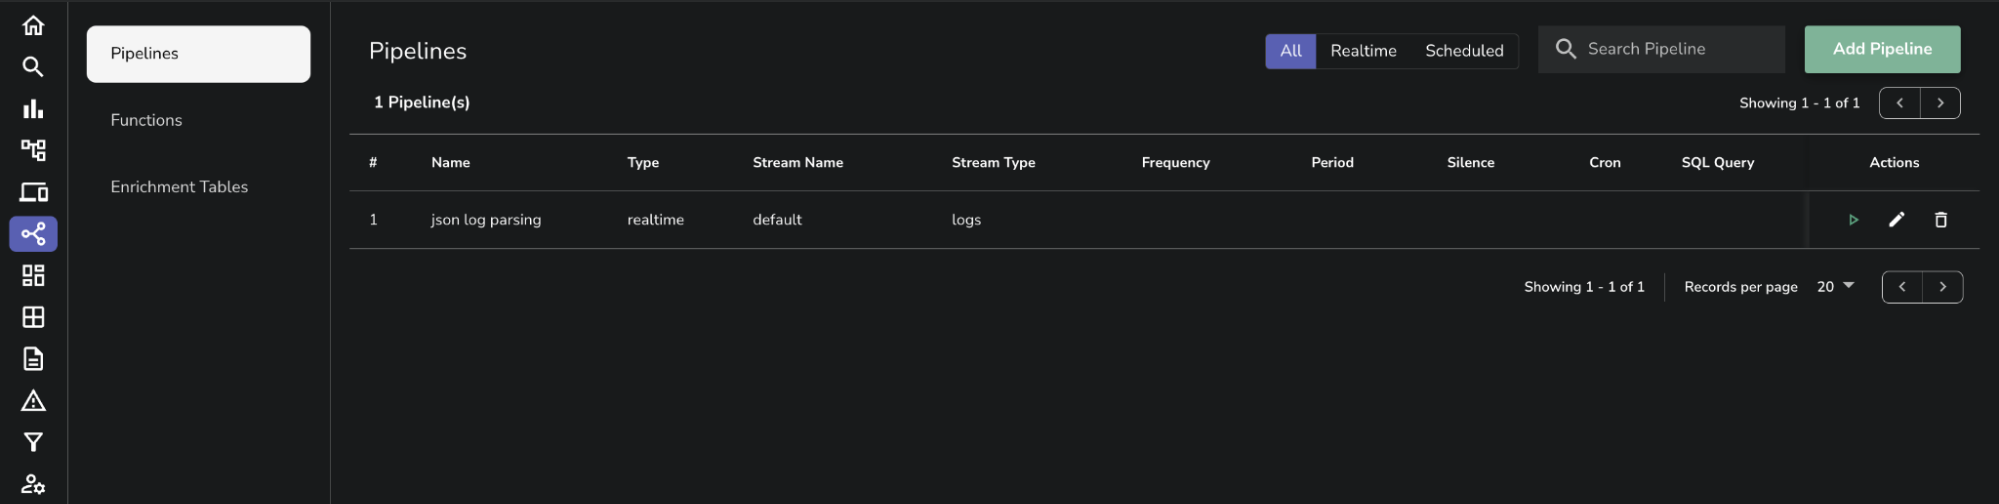 Pipelines
Functions
Enrichment Tables
Pipelines
All Realtime Scheduled
Search Pipeline
Add Pipeline
1 Pipeline(s)
Showing 1 - 1 of 1
# Name Type Stream Name Stream Type Frequency Period Silence Cron SQL Query Actions
1 json log parsing realtime default logs
Showing 1 - 1 of 1 Records per page 20